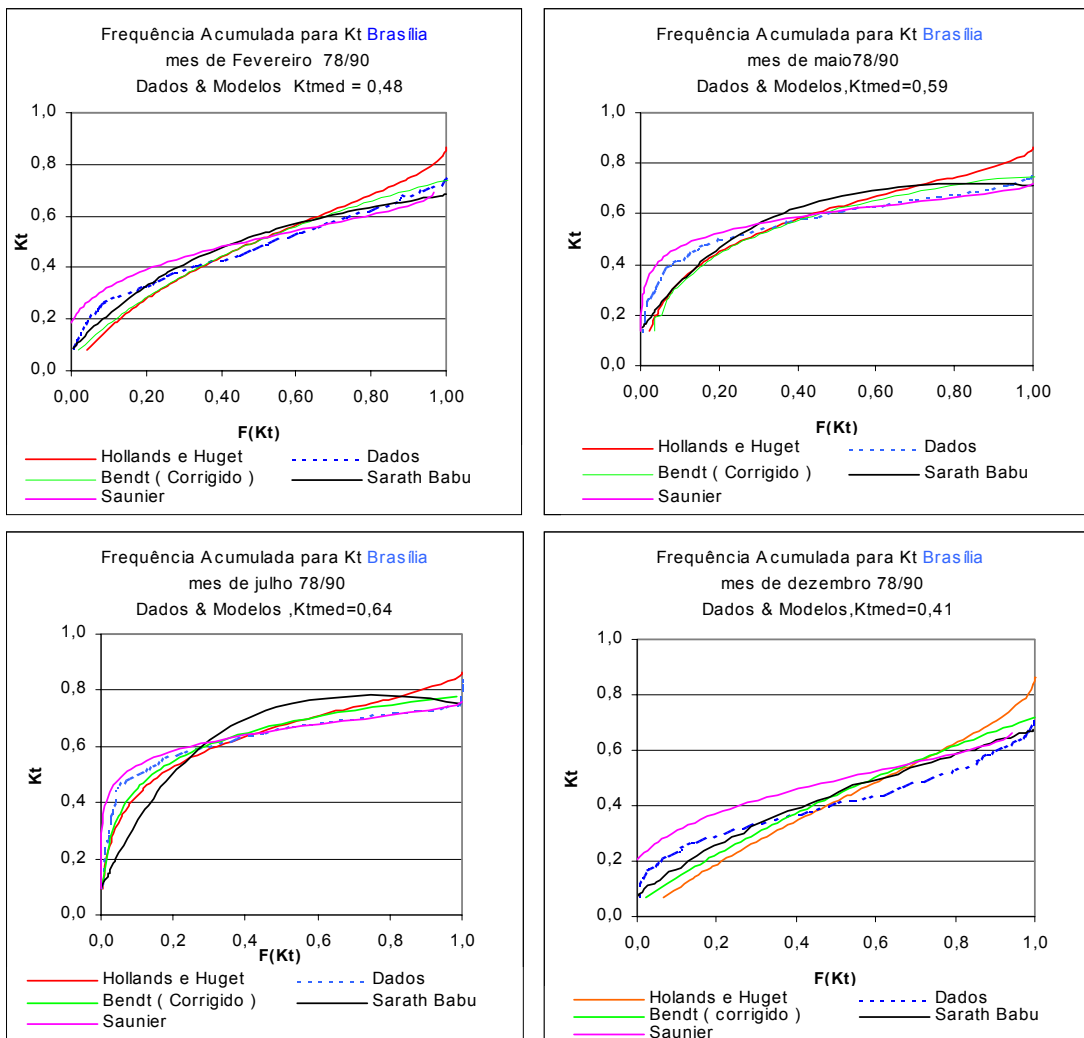 Frequência Acumulada para Kt Brasília
mes de Fevereiro 78/90
Dados & Modelos Ktmed = 0,48
1,0
0,8
0,6
0,4
0,2
0,0
Kt
0,00 0,20 0,40 0,60 0,80 1,00
F(Kt)
Hollands e Huget
Dados
Bendt ( Corrigido )
Sarath Babu
Saunier
Frequência Acumulada para Kt Brasília
mes de maio78/90
Dados & Modelos,Ktmed=0,59
1,0
0,8
0,6
0,4
0,2
0,0
Kt
0,00 0,20 0,40 0,60 0,80 1,00
F(Kt)
Hollands e Huget
Dados
Bendt ( Corrigido )
Sarath Babu
Saunier
Frequência Acumulada para Kt Brasília
mes de julho 78/90
Dados & Modelos ,Ktmed=0,64
1,0
0,8
0,6
0,4
0,2
0,0
Kt
0,0 0,2 0,4 0,6 0,8 1,0
F(Kt)
Hollands e Huget
Dados
Bendt ( Corrigido )
Sarath Babu
Saunier
Frequência Acumulada para Kt Brasília
mes de dezembro 78/90
Dados & Modelos,Ktmed=0,41
1,0
0,8
0,6
0,4
0,2
0,0
Kt
0,0 0,2 0,4 0,6 0,8 1,0
F(Kt)
Holands e Huget
Dados
Bendt ( corrigido )
Sarath Babu
Saunier